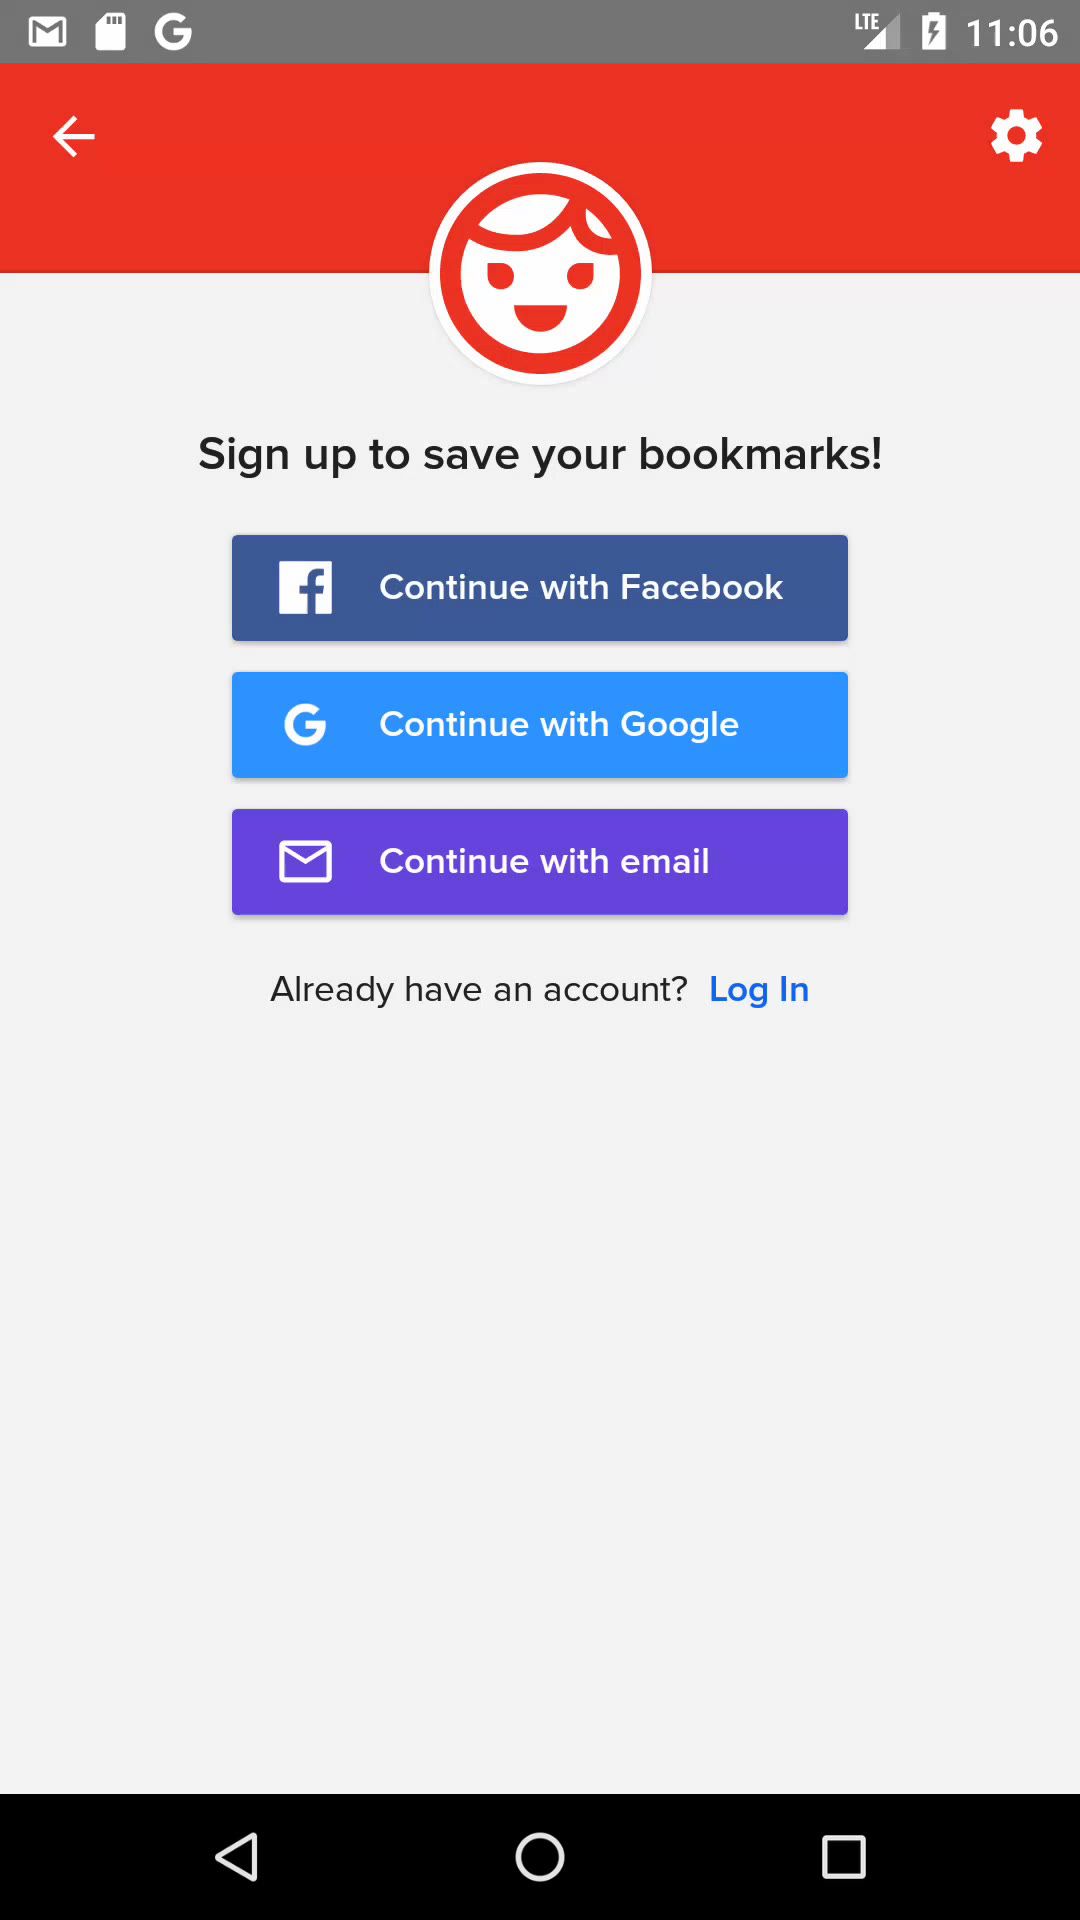 LTE 11:06
Sign up to save your bookmarks!
Continue with Facebook
Continue with Google
Continue with email
Already have an account? Log In